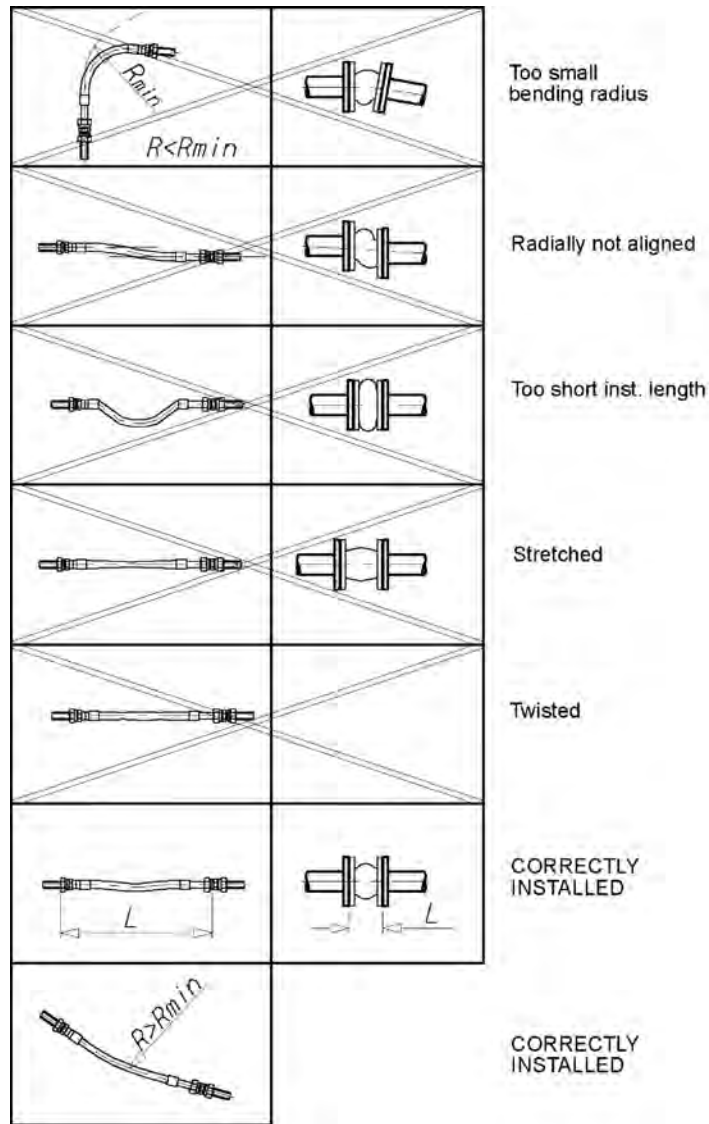 Rmin
R<Rmin
Too small
bending radius
Radially not aligned
Too short inst. length
Stretched
Twisted
L
L
CORRECTLY
INSTALLED
R>Rmin
CORRECTLY
INSTALLED